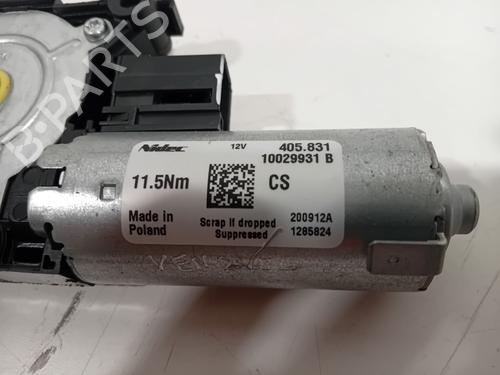 B-PARTS
Nidec 12V 405.831
10029931 B
11.5Nm CS
Made in Poland
Scrap if dropped 200912A
Suppressed 1285824